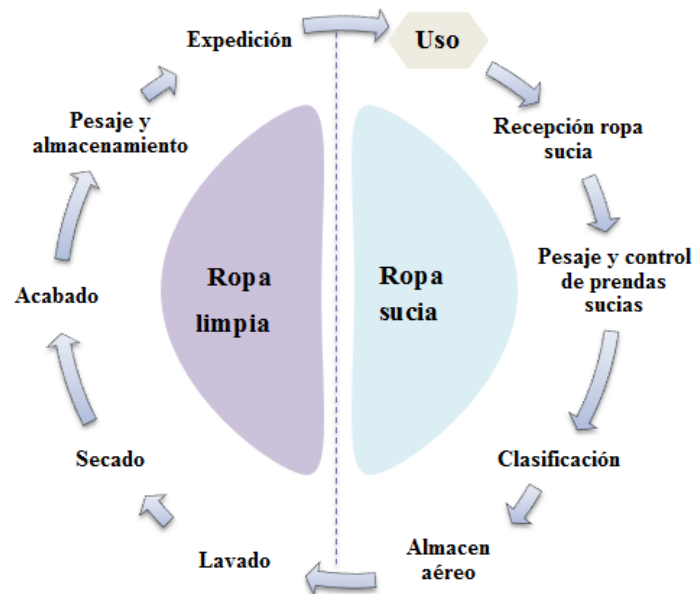 Expedición
Uso
Recepción ropa
sucia
Pesaje y control
de prendas
sucias
Clasificación
Almacen
aéreo
Lavado
Secado
Acabado
Pesaje y
almacenamiento
Ropa
limpia
Ropa
sucia